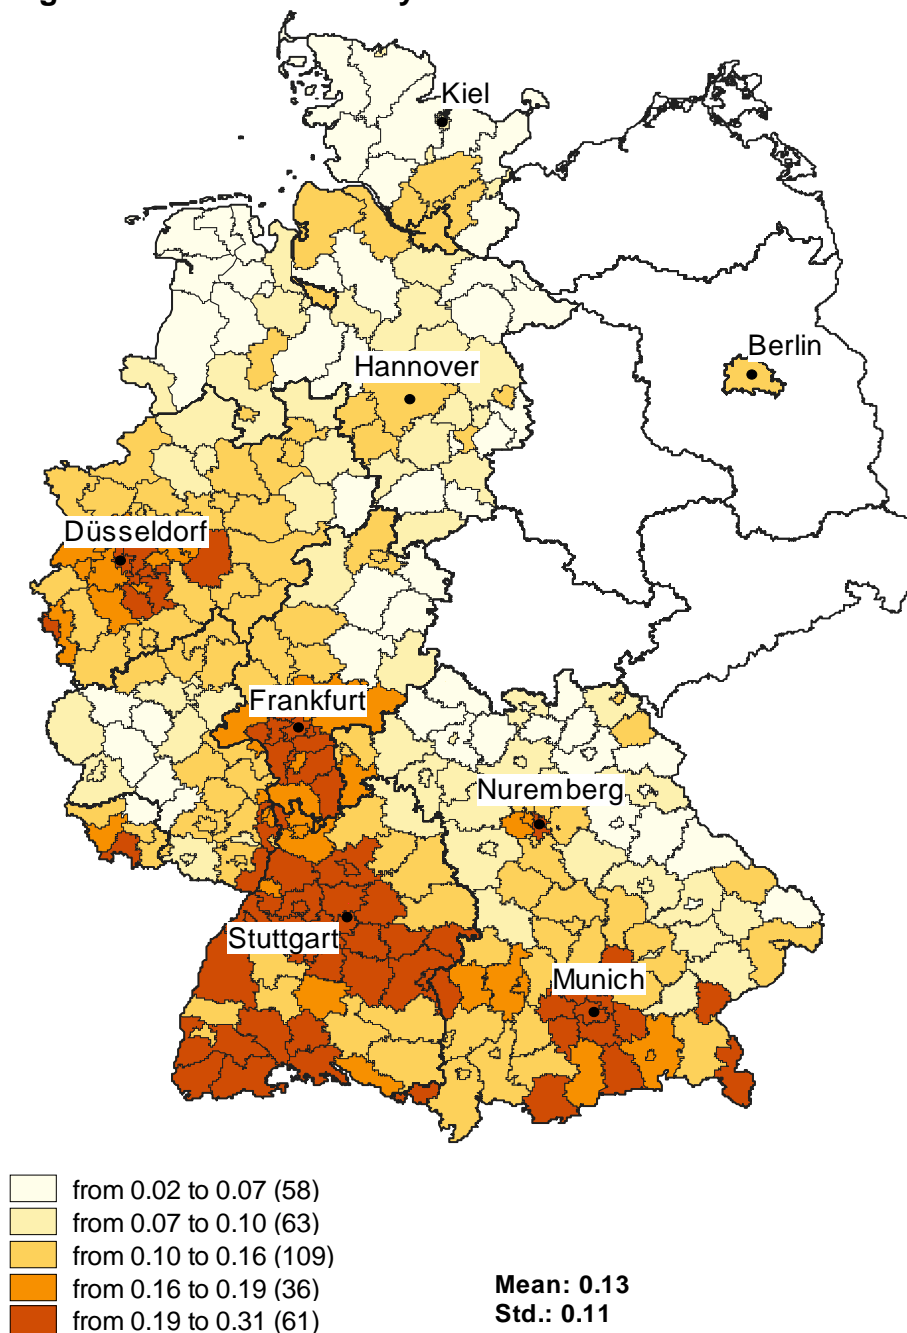 Kiel
Berlin
Hannover
Düsseldorf
Frankfurt
Nuremberg
Stuttgart
Munich
from 0.02 to 0.07 (58)
from 0.07 to 0.10 (63)
from 0.10 to 0.16 (109)
from 0.16 to 0.19 (36)
from 0.19 to 0.31 (61)
Mean: 0.13
Std.: 0.11